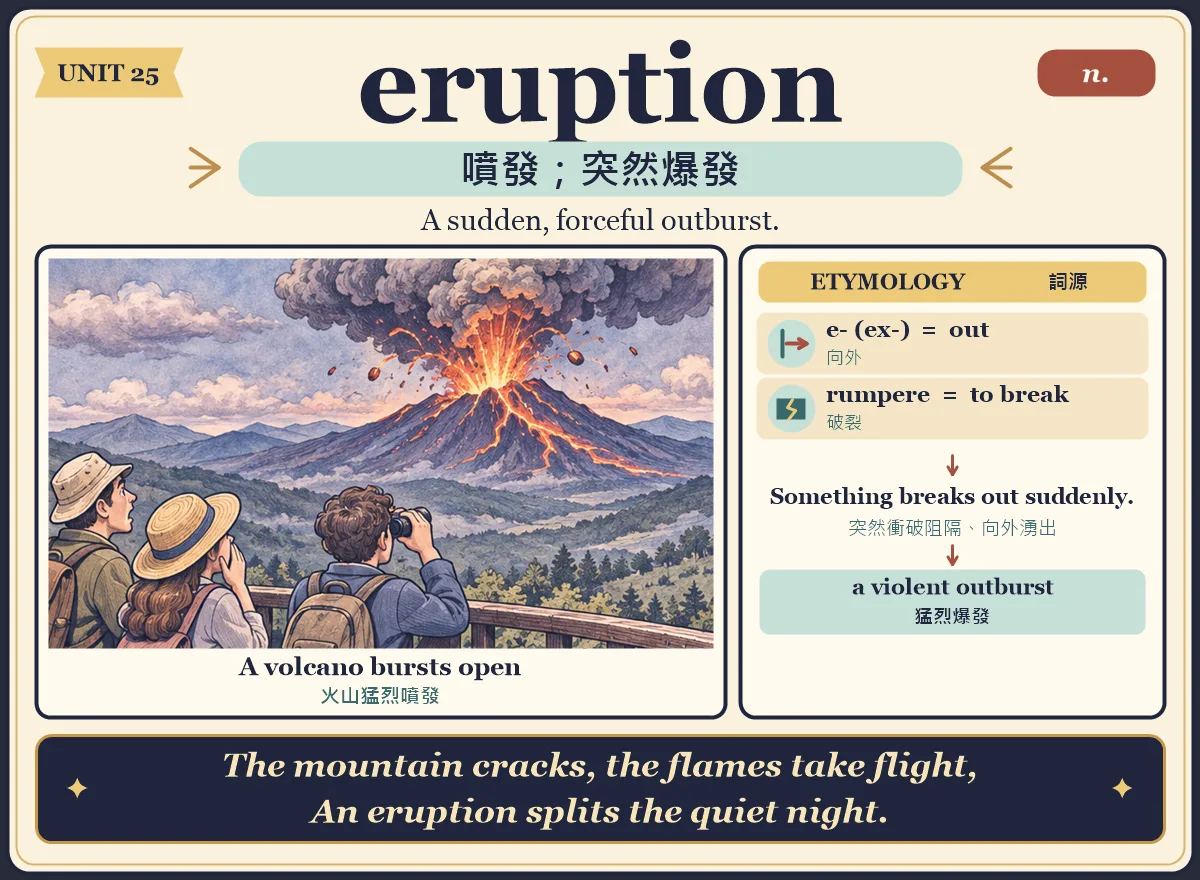 UNIT 25
eruption
n.
噴發；突然爆發
A sudden, forceful outburst.
A volcano bursts open
火山猛烈噴發
ETYMOLOGY 詞源
e- (ex-) = out
向外
rumpere = to break
破裂
Something breaks out suddenly.
突然衝破阻隔、向外湧出
a violent outburst
猛烈爆發
The mountain cracks, the flames take flight,
An eruption splits the quiet night.